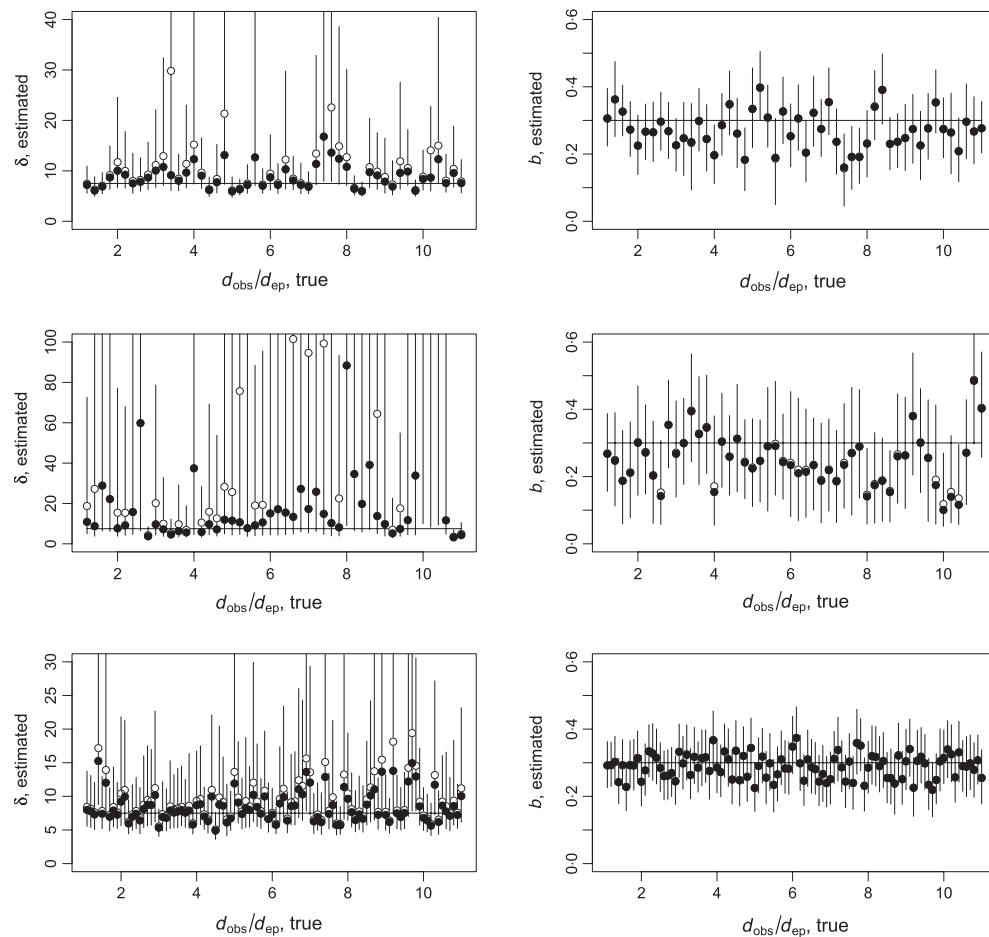 δ, estimated
40
30
20
10
0
2 4 6 8 10
d_obs/d_ep, true
b, estimated
0·6
0·4
0·2
0·0
2 4 6 8 10
d_obs/d_ep, true
δ, estimated
100
80
60
40
20
0
2 4 6 8 10
d_obs/d_ep, true
b, estimated
0·6
0·4
0·2
0·0
2 4 6 8 10
d_obs/d_ep, true
δ, estimated
30
25
20
15
10
5
0
2 4 6 8 10
d_obs/d_ep, true
b, estimated
0·6
0·4
0·2
0·0
2 4 6 8 10
d_obs/d_ep, true